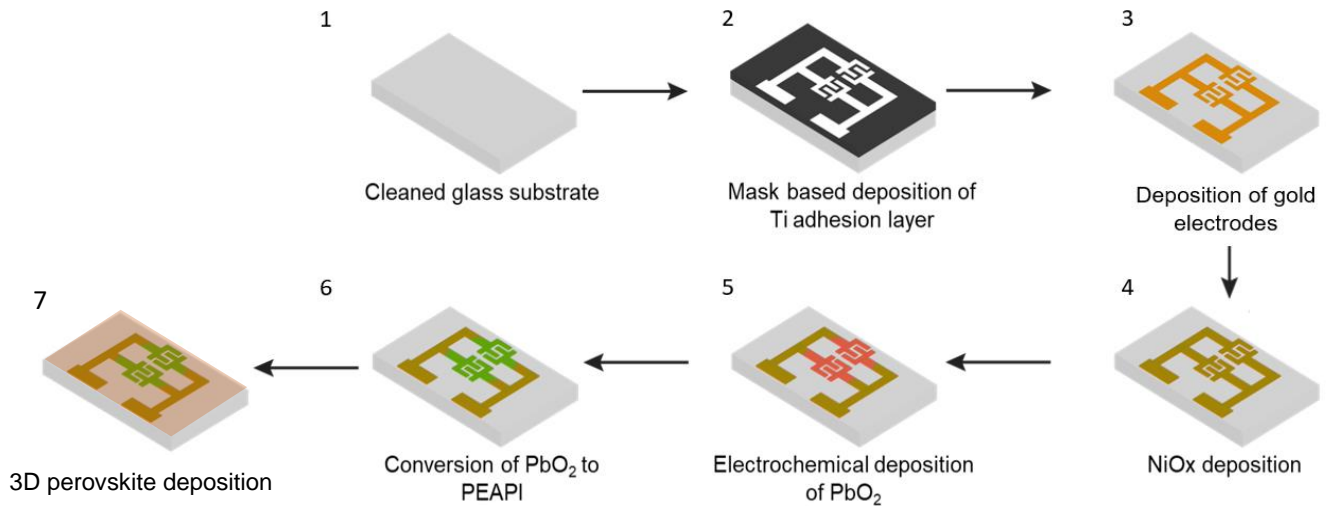 1
Cleaned glass substrate
2
Mask based deposition of
Ti adhesion layer
3
Deposition of gold
electrodes
4
NiOx deposition
5
Electrochemical deposition
of PbO₂
6
Conversion of PbO₂ to
PEAPI
7
3D perovskite deposition